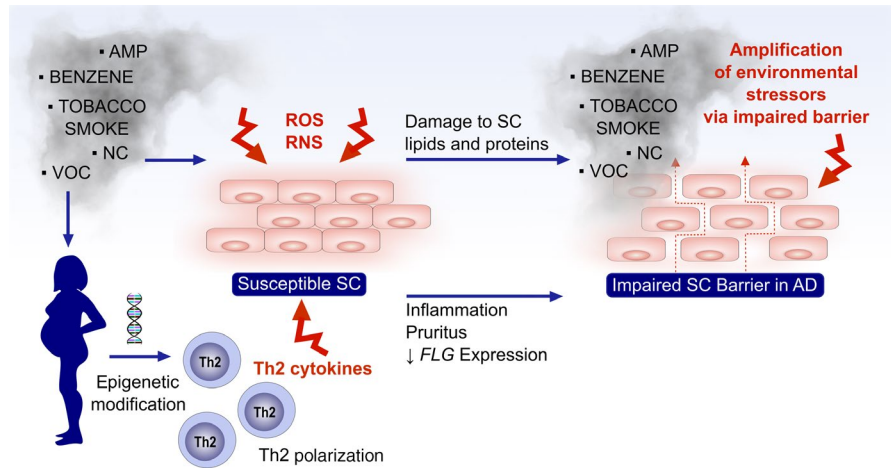 ▪ AMP
▪ BENZENE
▪ TOBACCO
SMOKE
▪ NC
▪ VOC
ROS
RNS
Damage to SC
lipids and proteins
▪ AMP
▪ BENZENE
▪ TOBACCO
SMOKE
▪ NC
▪ VOC
Amplification
of environmental
stressors
via impaired barrier
Susceptible SC
Impaired SC Barrier in AD
Inflammation
Pruritus
↓ FLG Expression
Epigenetic
modification
Th2
Th2
Th2
Th2 cytokines
Th2 polarization